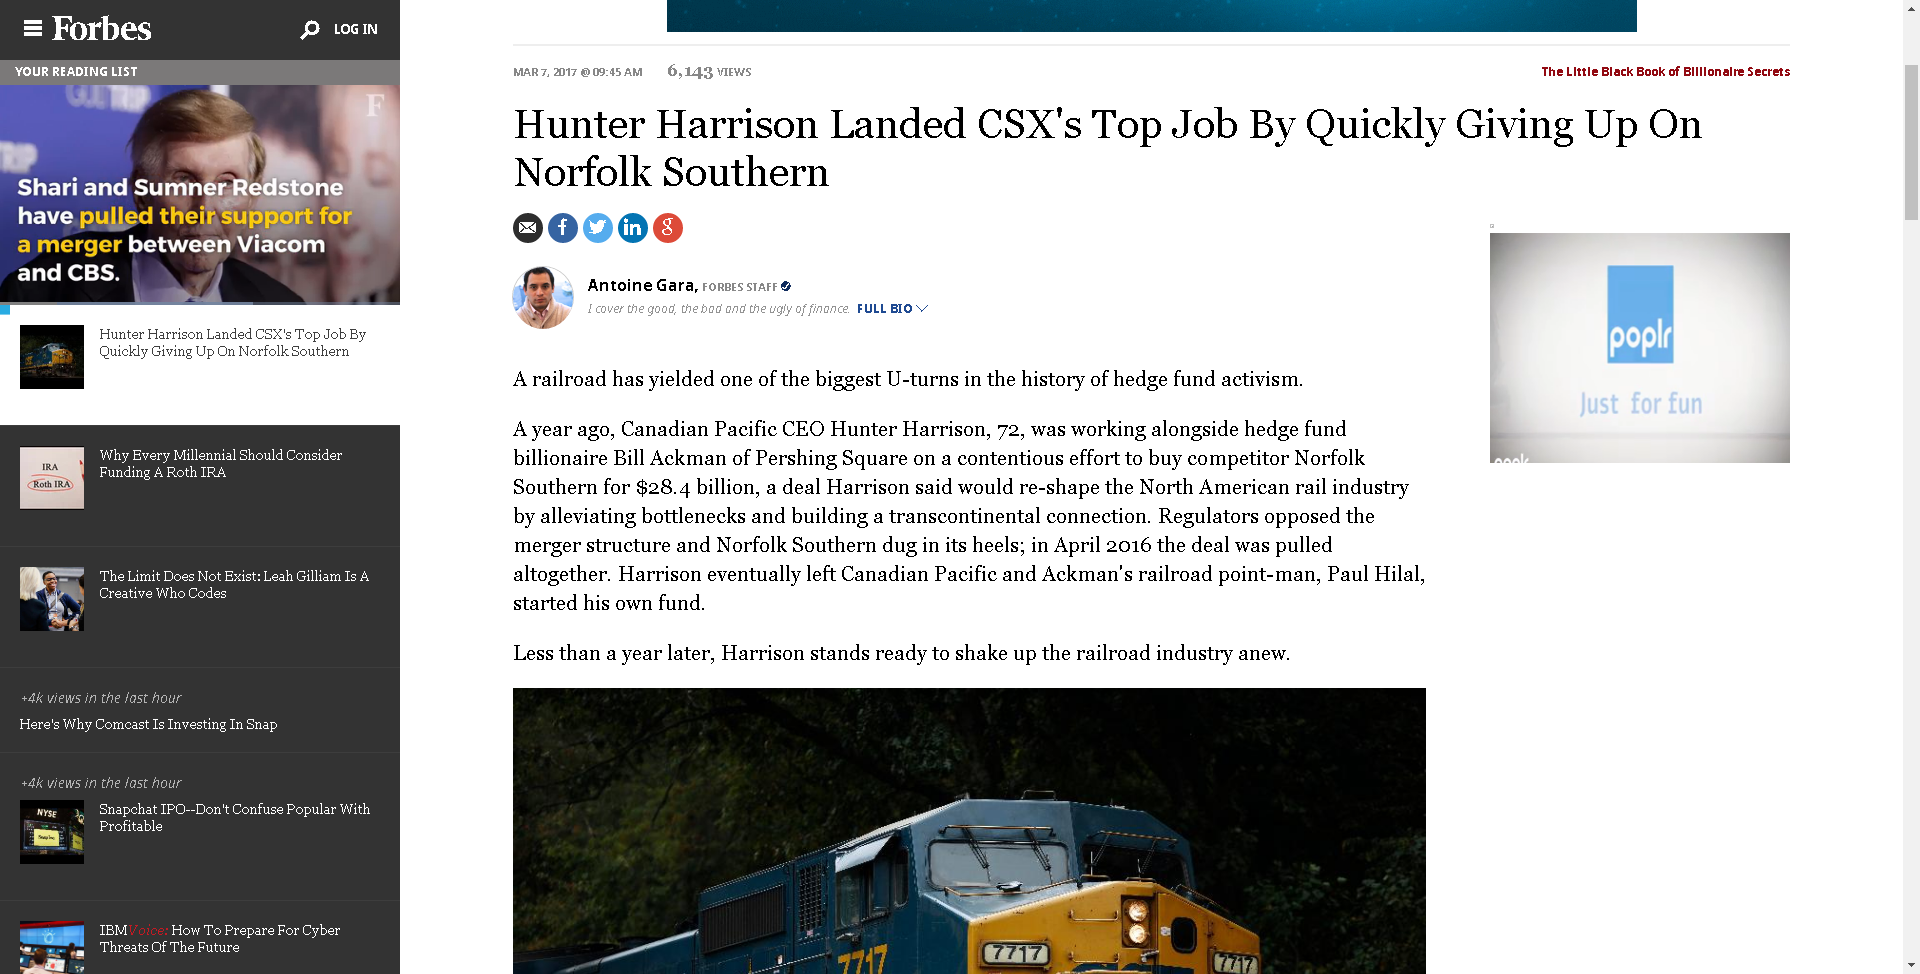 Forbes
LOG IN
YOUR READING LIST
F
Shari and Sumner Redstone
have pulled their support for
a merger between Viacom
and CBS.
Hunter Harrison Landed CSX's Top Job By
Quickly Giving Up On Norfolk Southern
IRA
Roth IRA
Why Every Millennial Should Consider
Funding A Roth IRA
The Limit Does Not Exist: Leah Gilliam Is A
Creative Who Codes
+4k views in the last hour
Here's Why Comcast Is Investing In Snap
+4k views in the last hour
NYSE
Snapchat IPO--Don't Confuse Popular With
Profitable
IBMVoice: How To Prepare For Cyber
Threats Of The Future
MAR 7, 2017 @ 09:45 AM 6,143 VIEWS
The Little Black Book of Billionaire Secrets
Hunter Harrison Landed CSX's Top Job By Quickly Giving Up On
Norfolk Southern
f
in
g
Antoine Gara, FORBES STAFF
I cover the good, the bad and the ugly of finance. FULL BIO
poplr
Just for fun
A railroad has yielded one of the biggest U-turns in the history of hedge fund activism.
A year ago, Canadian Pacific CEO Hunter Harrison, 72, was working alongside hedge fund
billionaire Bill Ackman of Pershing Square on a contentious effort to buy competitor Norfolk
Southern for $28.4 billion, a deal Harrison said would re-shape the North American rail industry
by alleviating bottlenecks and building a transcontinental connection. Regulators opposed the
merger structure and Norfolk Southern dug in its heels; in April 2016 the deal was pulled
altogether. Harrison eventually left Canadian Pacific and Ackman's railroad point-man, Paul Hilal,
started his own fund.
Less than a year later, Harrison stands ready to shake up the railroad industry anew.
7717
7717
7717